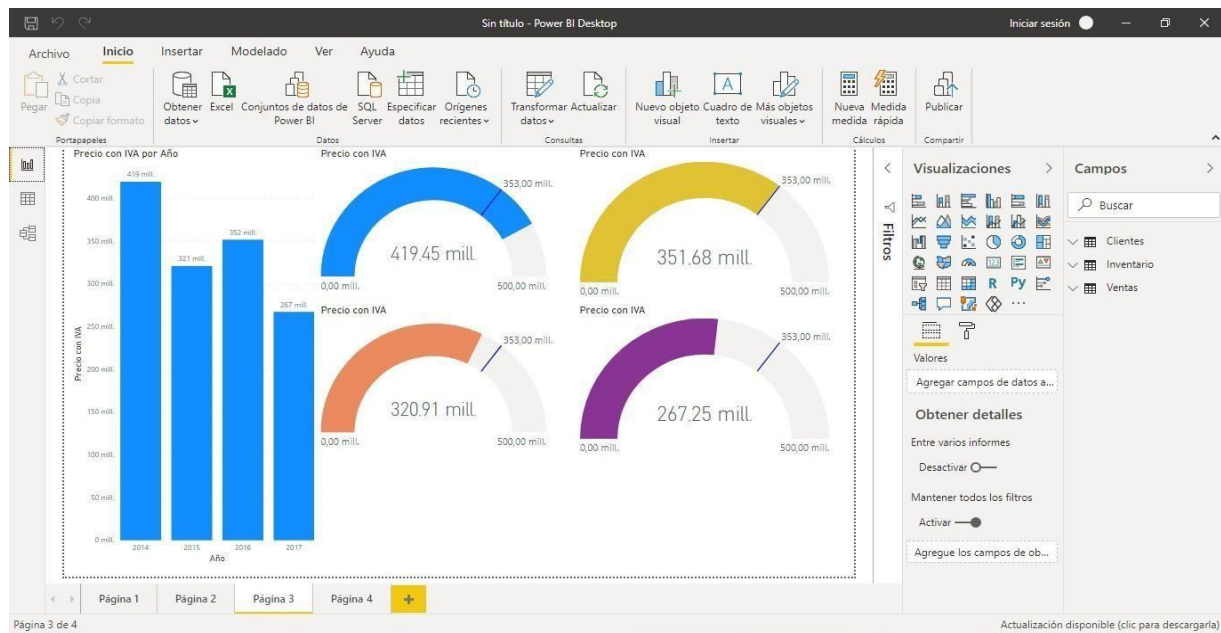 Sin título - Power BI Desktop
Iniciar sesión
Archivo Inicio Insertar Modelado Ver Ayuda
Pegar
Cortar
Copia
Copiar formato
Portapapeles
Obtener datos
Excel
Conjuntos de datos de Power BI
SQL Server
Especificar datos
Orígenes recientes
Datos
Transformar datos
Actualizar
Consultas
Nuevo objeto visual
Cuadro de texto
Más objetos visuales
Insertar
Nueva medida
Medida rápida
Cálculos
Publicar
Compartir
Precio con IVA por Año
419 mill.
400 mill.
352 mill.
350 mill.
321 mill.
300 mill.
267 mill.
250 mill.
200 mill.
150 mill.
100 mill.
50 mill.
0 mill.
Precio con IVA
2014 2015 2016 2017
Año
Precio con IVA
353,00 mill.
419,45 mill.
0,00 mill.
500,00 mill.
Precio con IVA
353,00 mill.
351,68 mill.
0,00 mill.
500,00 mill.
Precio con IVA
353,00 mill.
320,91 mill.
0,00 mill.
500,00 mill.
Precio con IVA
353,00 mill.
267,25 mill.
0,00 mill.
500,00 mill.
Filtros
Visualizaciones
123
R Py
Valores
Agregar campos de datos a...
Obtener detalles
Entre varios informes
Desactivar
Mantener todos los filtros
Activar
Agregue los campos de ob...
Campos
Buscar
Clientes
Inventario
Ventas
Página 1 Página 2 Página 3 Página 4
Página 3 de 4
Actualización disponible (clic para descargarla)